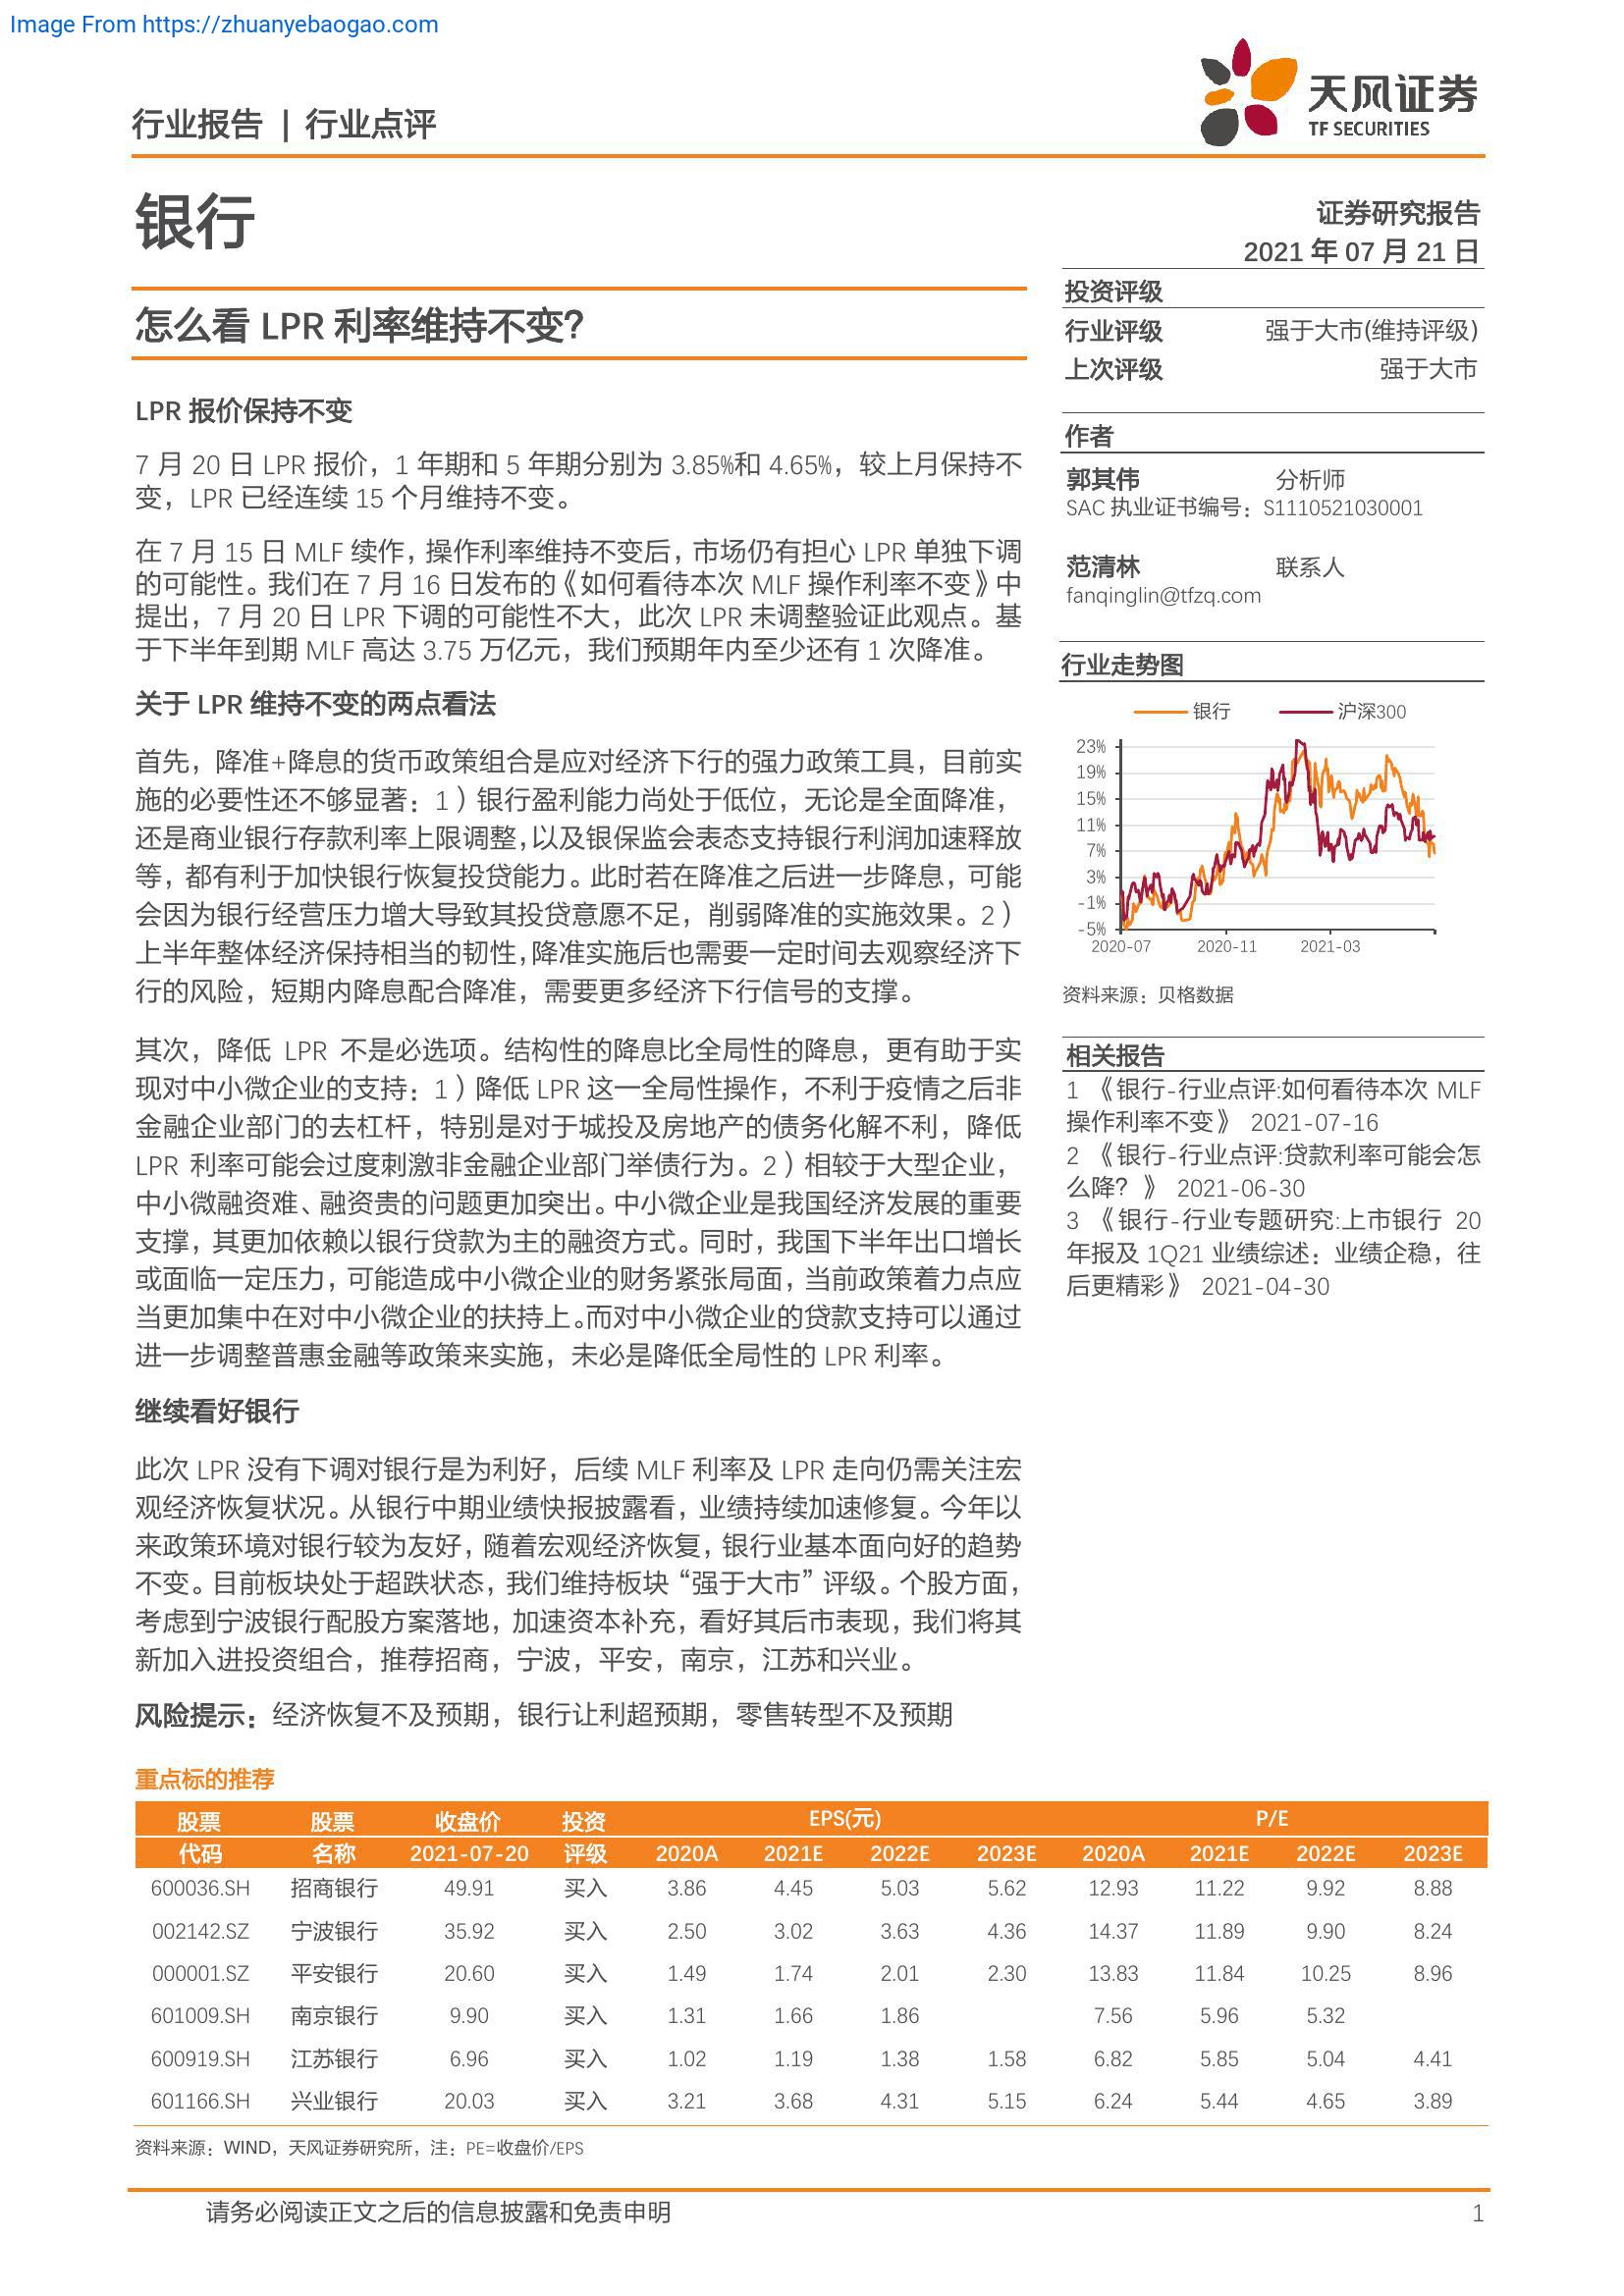 Image From https://zhuanyebaogao.com
行业报告 | 行业点评
天风证券
TF SECURITIES
银行
证券研究报告
2021 年 07 月 21 日
怎么看 LPR 利率维持不变？
LPR 报价保持不变
7 月 20 日 LPR 报价，1 年期和 5 年期分别为 3.85%和 4.65%，较上月保持不
变，LPR 已经连续 15 个月维持不变。
在 7 月 15 日 MLF 续作，操作利率维持不变后，市场仍有担心 LPR 单独下调
的可能性。我们在 7 月 16 日发布的《如何看待本次 MLF 操作利率不变》中
提出，7 月 20 日 LPR 下调的可能性不大，此次 LPR 未调整验证此观点。基
于下半年到期 MLF 高达 3.75 万亿元，我们预期年内至少还有 1 次降准。
关于 LPR 维持不变的两点看法
首先，降准+降息的货币政策组合是应对经济下行的强力政策工具，目前实
施的必要性还不够显著：1）银行盈利能力尚处于低位，无论是全面降准，
还是商业银行存款利率上限调整，以及银保监会表态支持银行利润加速释放
等，都有利于加快银行恢复投贷能力。此时若在降准之后进一步降息，可能
会因为银行经营压力增大导致其投贷意愿不足，削弱降准的实施效果。2）
上半年整体经济保持相当的韧性，降准实施后也需要一定时间去观察经济下
行的风险，短期内降息配合降准，需要更多经济下行信号的支撑。
其次，降低 LPR 不是必选项。结构性的降息比全局性的降息，更有助于实
现对中小微企业的支持：1）降低 LPR 这一全局性操作，不利于疫情之后非
金融企业部门的去杠杆，特别是对于城投及房地产的债务化解不利，降低
LPR 利率可能会过度刺激非金融企业部门举债行为。2）相较于大型企业，
中小微融资难、融资贵的问题更加突出。中小微企业是我国经济发展的重要
支撑，其更加依赖以银行贷款为主的融资方式。同时，我国下半年出口增长
或面临一定压力，可能造成中小微企业的财务紧张局面，当前政策着力点应
当更加集中在对中小微企业的扶持上。而对中小微企业的贷款支持可以通过
进一步调整普惠金融等政策来实施，未必是降低全局性的 LPR 利率。
继续看好银行
此次 LPR 没有下调对银行是为利好，后续 MLF 利率及 LPR 走向仍需关注宏
观经济恢复状况。从银行中期业绩快报披露看，业绩持续加速修复。今年以
来政策环境对银行较为友好，随着宏观经济恢复，银行业基本面向好的趋势
不变。目前板块处于超跌状态，我们维持板块“强于大市”评级。个股方面，
考虑到宁波银行配股方案落地，加速资本补充，看好其后市表现，我们将其
新加入进投资组合，推荐招商，宁波，平安，南京，江苏和兴业。
风险提示：经济恢复不及预期，银行让利超预期，零售转型不及预期
投资评级
行业评级 强于大市(维持评级)
上次评级 强于大市
作者
郭其伟 分析师
SAC 执业证书编号：S1110521030001
范清林 联系人
fanqinglin@tfzq.com
行业走势图
银行 沪深300
23%
19%
15%
11%
7%
3%
-1%
-5%
2020-07 2020-11 2021-03
资料来源：贝格数据
相关报告
1 《银行-行业点评:如何看待本次 MLF
操作利率不变》 2021-07-16
2 《银行-行业点评:贷款利率可能会怎
么降？》 2021-06-30
3 《银行-行业专题研究:上市银行 20
年报及 1Q21 业绩综述：业绩企稳，往
后更精彩》 2021-04-30
重点标的推荐
股票 股票 收盘价 投资 EPS(元) P/E
代码 名称 2021-07-20 评级 2020A 2021E 2022E 2023E 2020A 2021E 2022E 2023E
600036.SH 招商银行 49.91 买入 3.86 4.45 5.03 5.62 12.93 11.22 9.92 8.88
002142.SZ 宁波银行 35.92 买入 2.50 3.02 3.63 4.36 14.37 11.89 9.90 8.24
000001.SZ 平安银行 20.60 买入 1.49 1.74 2.01 2.30 13.83 11.84 10.25 8.96
601009.SH 南京银行 9.90 买入 1.31 1.66 1.86 7.56 5.96 5.32
600919.SH 江苏银行 6.96 买入 1.02 1.19 1.38 1.58 6.82 5.85 5.04 4.41
601166.SH 兴业银行 20.03 买入 3.21 3.68 4.31 5.15 6.24 5.44 4.65 3.89
资料来源：WIND，天风证券研究所，注：PE=收盘价/EPS
请务必阅读正文之后的信息披露和免责申明 1